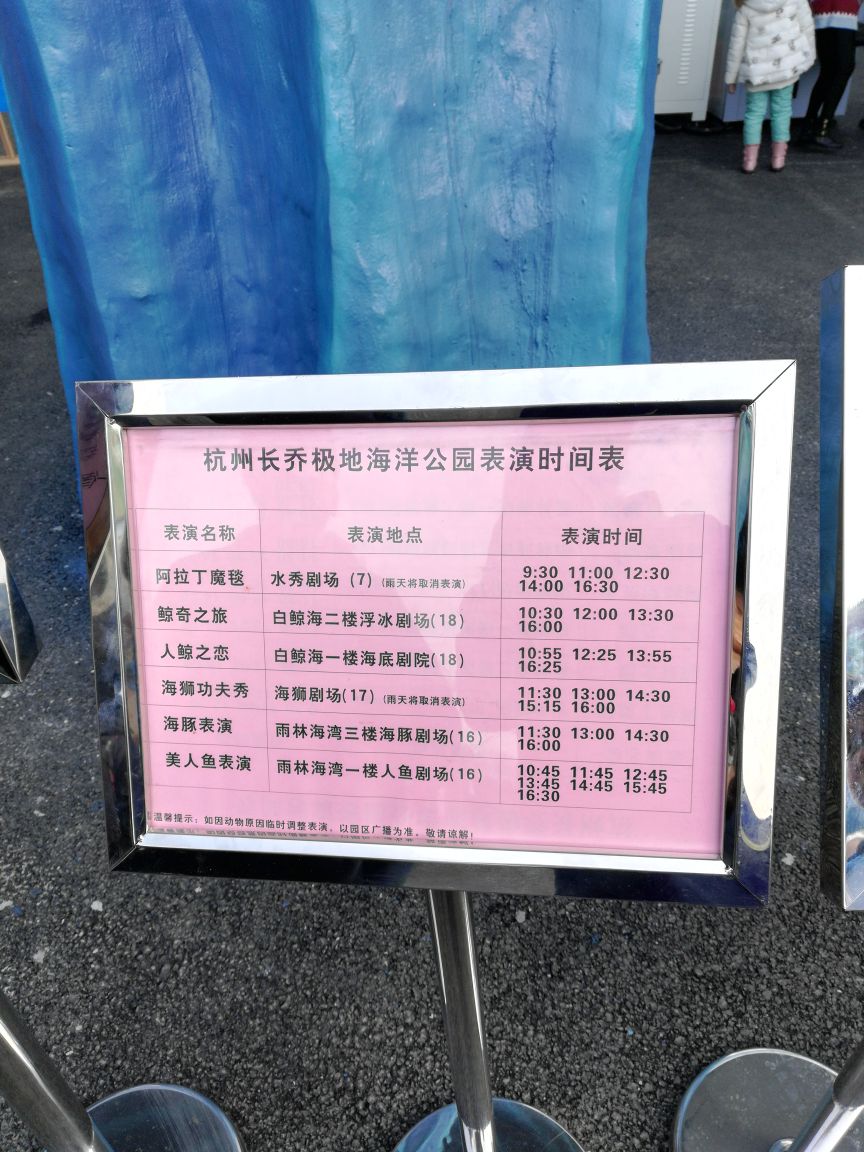 杭州长乔极地海洋公园表演时间表
表演名称 表演地点 表演时间
阿拉丁魔毯 水秀剧场 (7) (雨天将取消表演) 9:30 11:00 12:30
14:00 16:30
鲸奇之旅 白鲸海二楼浮冰剧场(18) 10:30 12:00 13:30
16:00
人鲸之恋 白鲸海一楼海底剧院(18) 10:55 12:25 13:55
16:25
海狮功夫秀 海狮剧场(17) (雨天将取消表演) 11:30 13:00 14:30
15:15 16:00
海豚表演 雨林海湾三楼海豚剧场(16) 11:30 13:00 14:30
16:00
美人鱼表演 雨林海湾一楼人鱼剧场(16) 10:45 11:45 12:45
13:45 14:45 15:45
16:30
温馨提示：如因动物原因临时调整表演，以园区广播为准，敬请谅解！